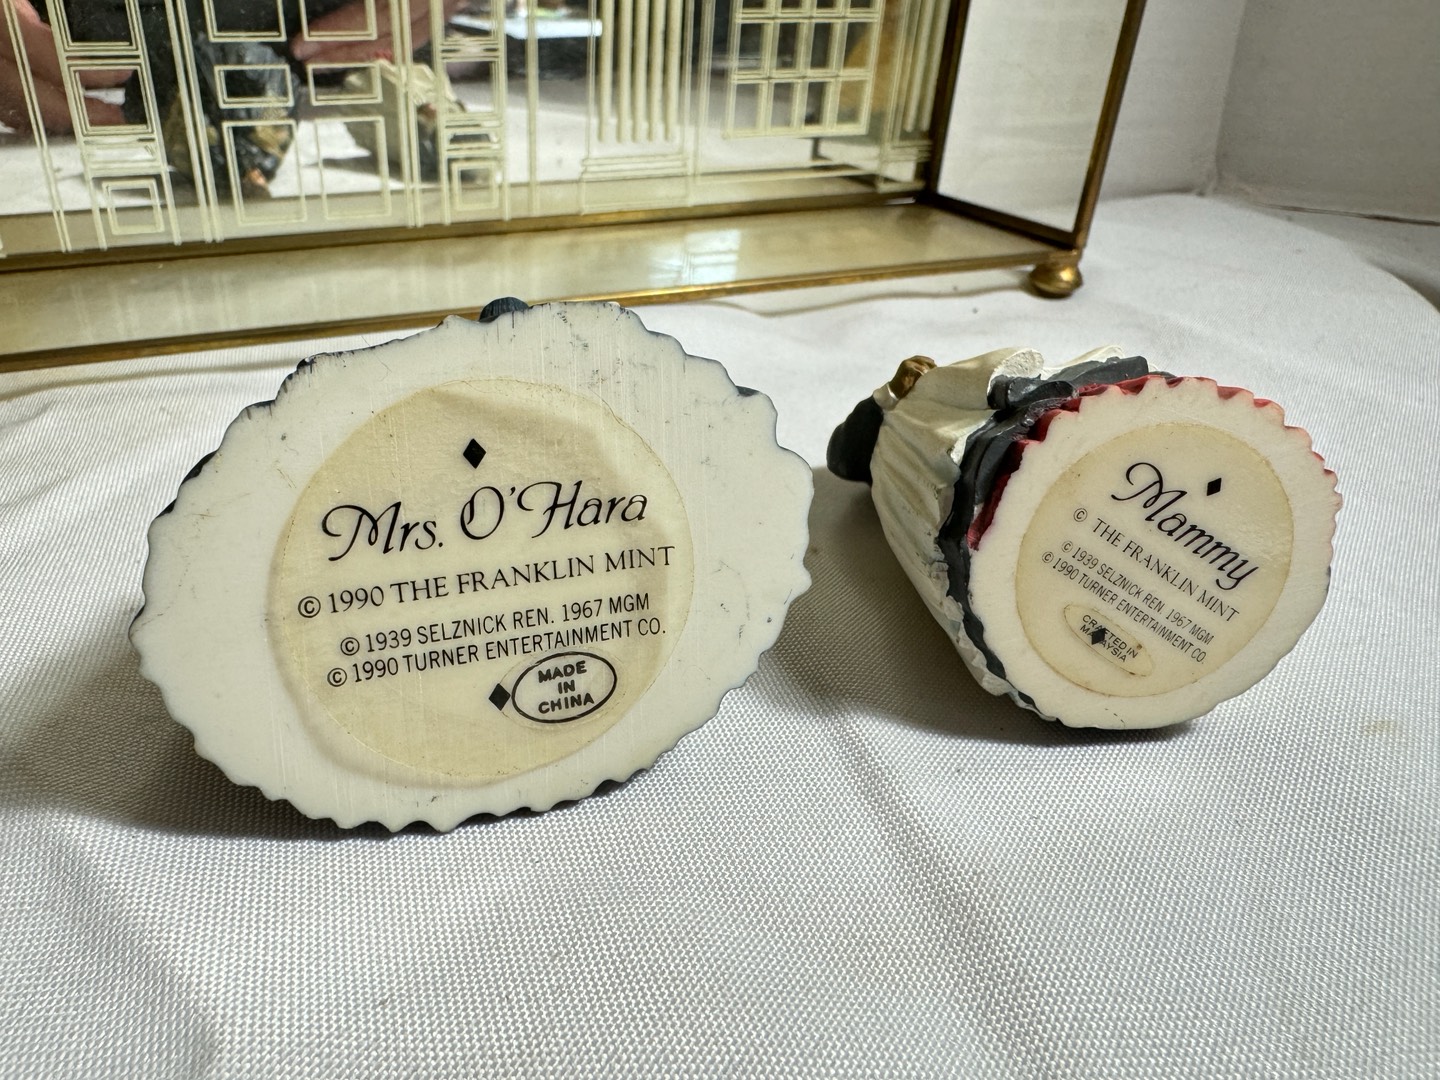 Mrs. O'Hara
© 1990 THE FRANKLIN MINT
© 1939 SELZNICK REN. 1967 MGM
© 1990 TURNER ENTERTAINMENT CO.
MADE
IN
CHINA
Mammy
© THE FRANKLIN MINT
© 1939 SELZNICK REN. 1967 MGM
© 1990 TURNER ENTERTAINMENT CO.
CRAFTED IN
MALAYSIA